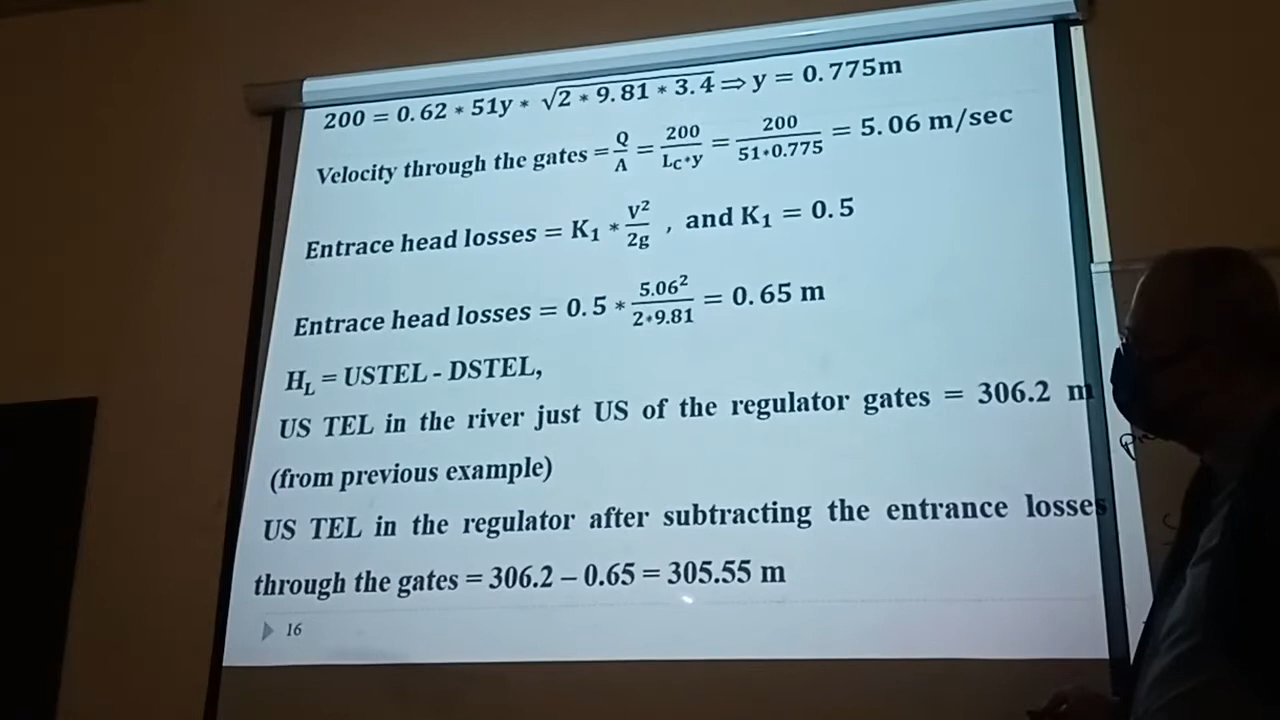 200 = 0.62 * 51y * √2 * 9.81 * 3.4 ⇒ y = 0.775m
Velocity through the gates = Q/A = 200/L_C*y = 200/51*0.775 = 5.06 m/sec
Entrace head losses = K₁ * V²/2g , and K₁ = 0.5
Entrace head losses = 0.5 * 5.06²/2*9.81 = 0.65 m
H_L = USTEL - DSTEL,
US TEL in the river just US of the regulator gates = 306.2 m
(from previous example)
US TEL in the regulator after subtracting the entrance losses
through the gates = 306.2 – 0.65 = 305.55 m
16